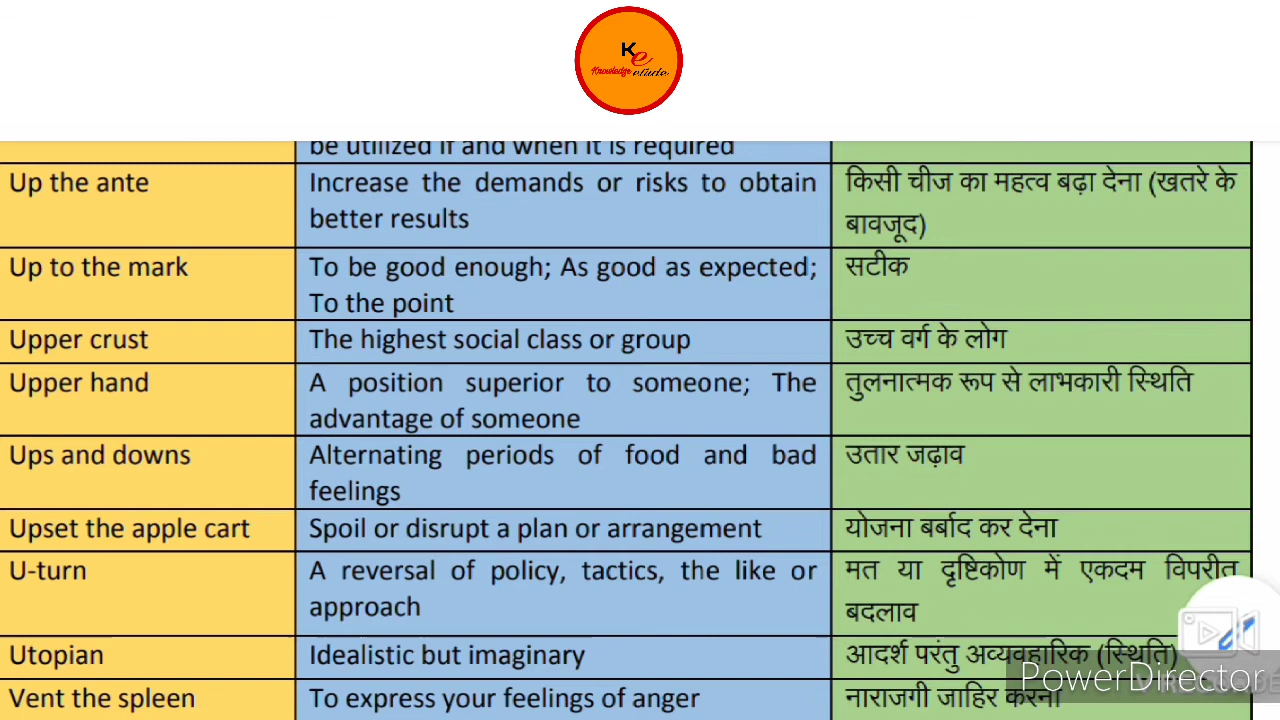 Ke
Knowledge etude
be utilized if and when it is required
Up the ante
Increase the demands or risks to obtain
better results
किसी चीज का महत्व बढ़ा देना (खतरे के
बावजूद)
Up to the mark
To be good enough; As good as expected;
To the point
सटीक
Upper crust
The highest social class or group
उच्च वर्ग के लोग
Upper hand
A position superior to someone; The
advantage of someone
तुलनात्मक रूप से लाभकारी स्थिति
Ups and downs
Alternating periods of food and bad
feelings
उतार जढ़ाव
Upset the apple cart
Spoil or disrupt a plan or arrangement
योजना बर्बाद कर देना
U-turn
A reversal of policy, tactics, the like or
approach
मत या दृष्टिकोण में एकदम विपरीत
बदलाव
Utopian
Idealistic but imaginary
आदर्श परंतु अव्यवहारिक (स्थिति)
PowerDirector
Vent the spleen
To express your feelings of anger
नाराजगी जाहिर करना